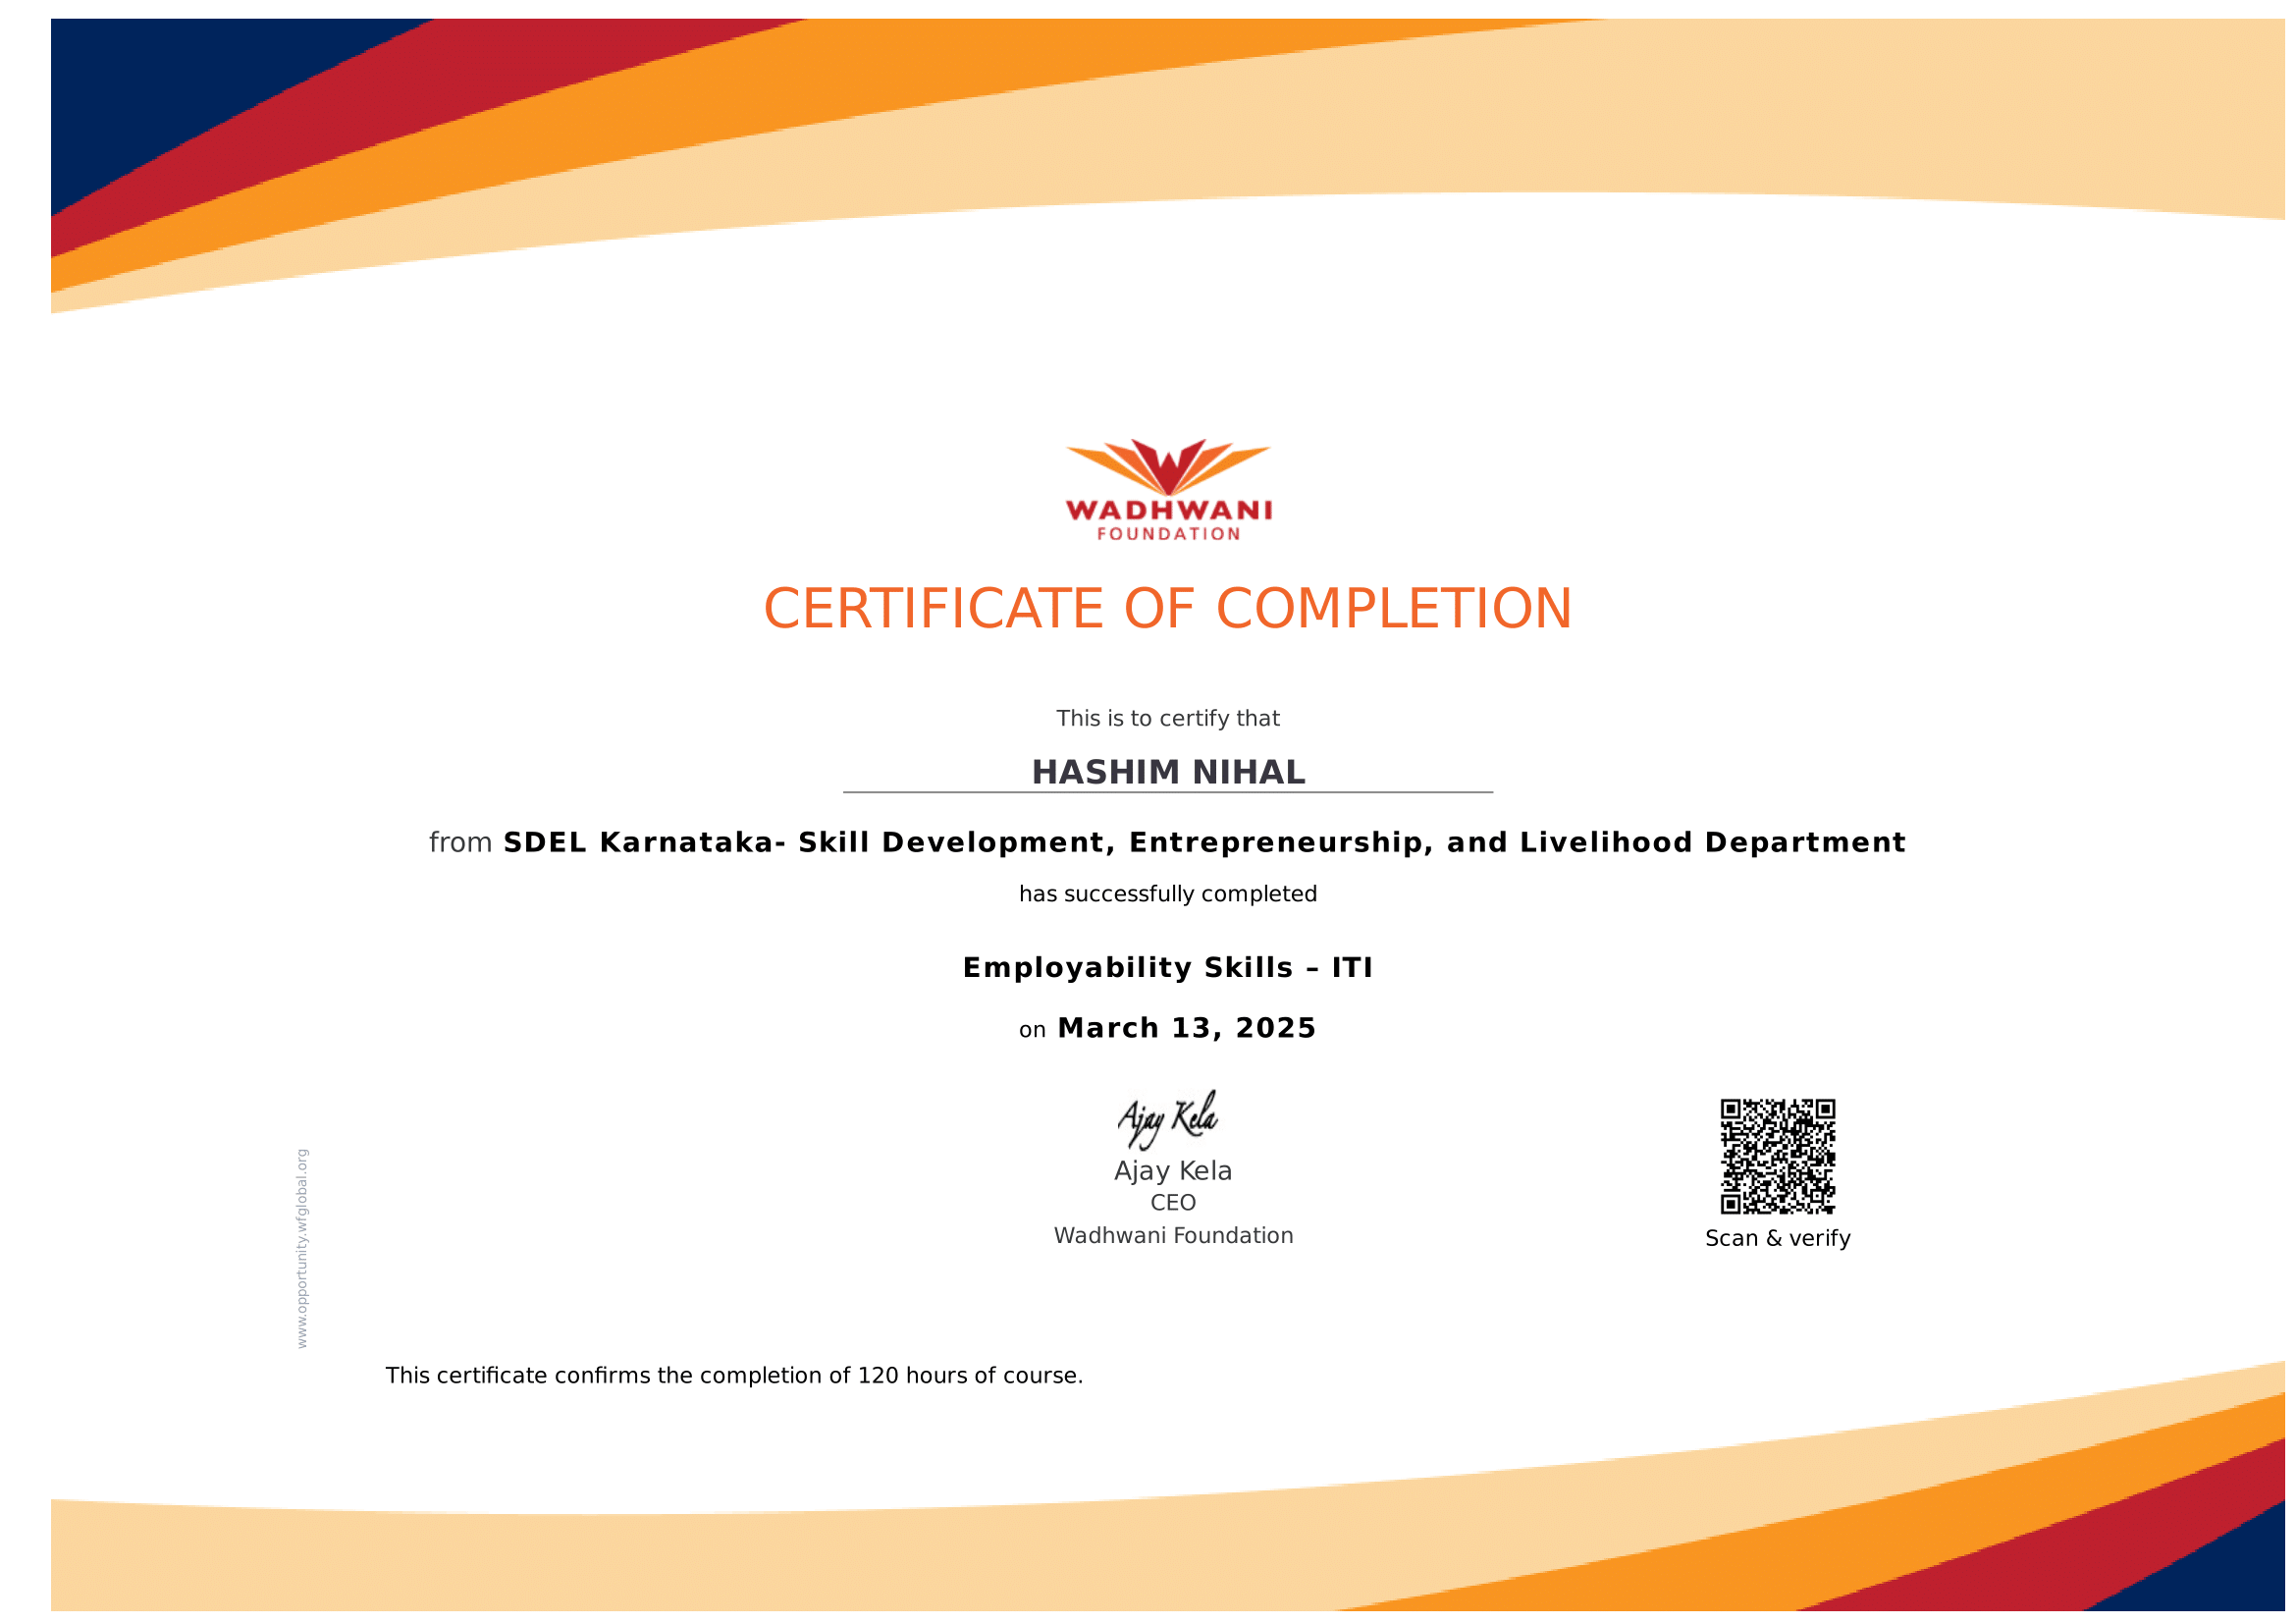 WADHWANI
FOUNDATION
CERTIFICATE OF COMPLETION
This is to certify that
HASHIM NIHAL
from SDEL Karnataka- Skill Development, Entrepreneurship, and Livelihood Department
has successfully completed
Employability Skills – ITI
on March 13, 2025
Ajay Kela
Ajay Kela
CEO
Wadhwani Foundation
Scan & verify
www.opportunity.wfglobal.org
This certificate confirms the completion of 120 hours of course.